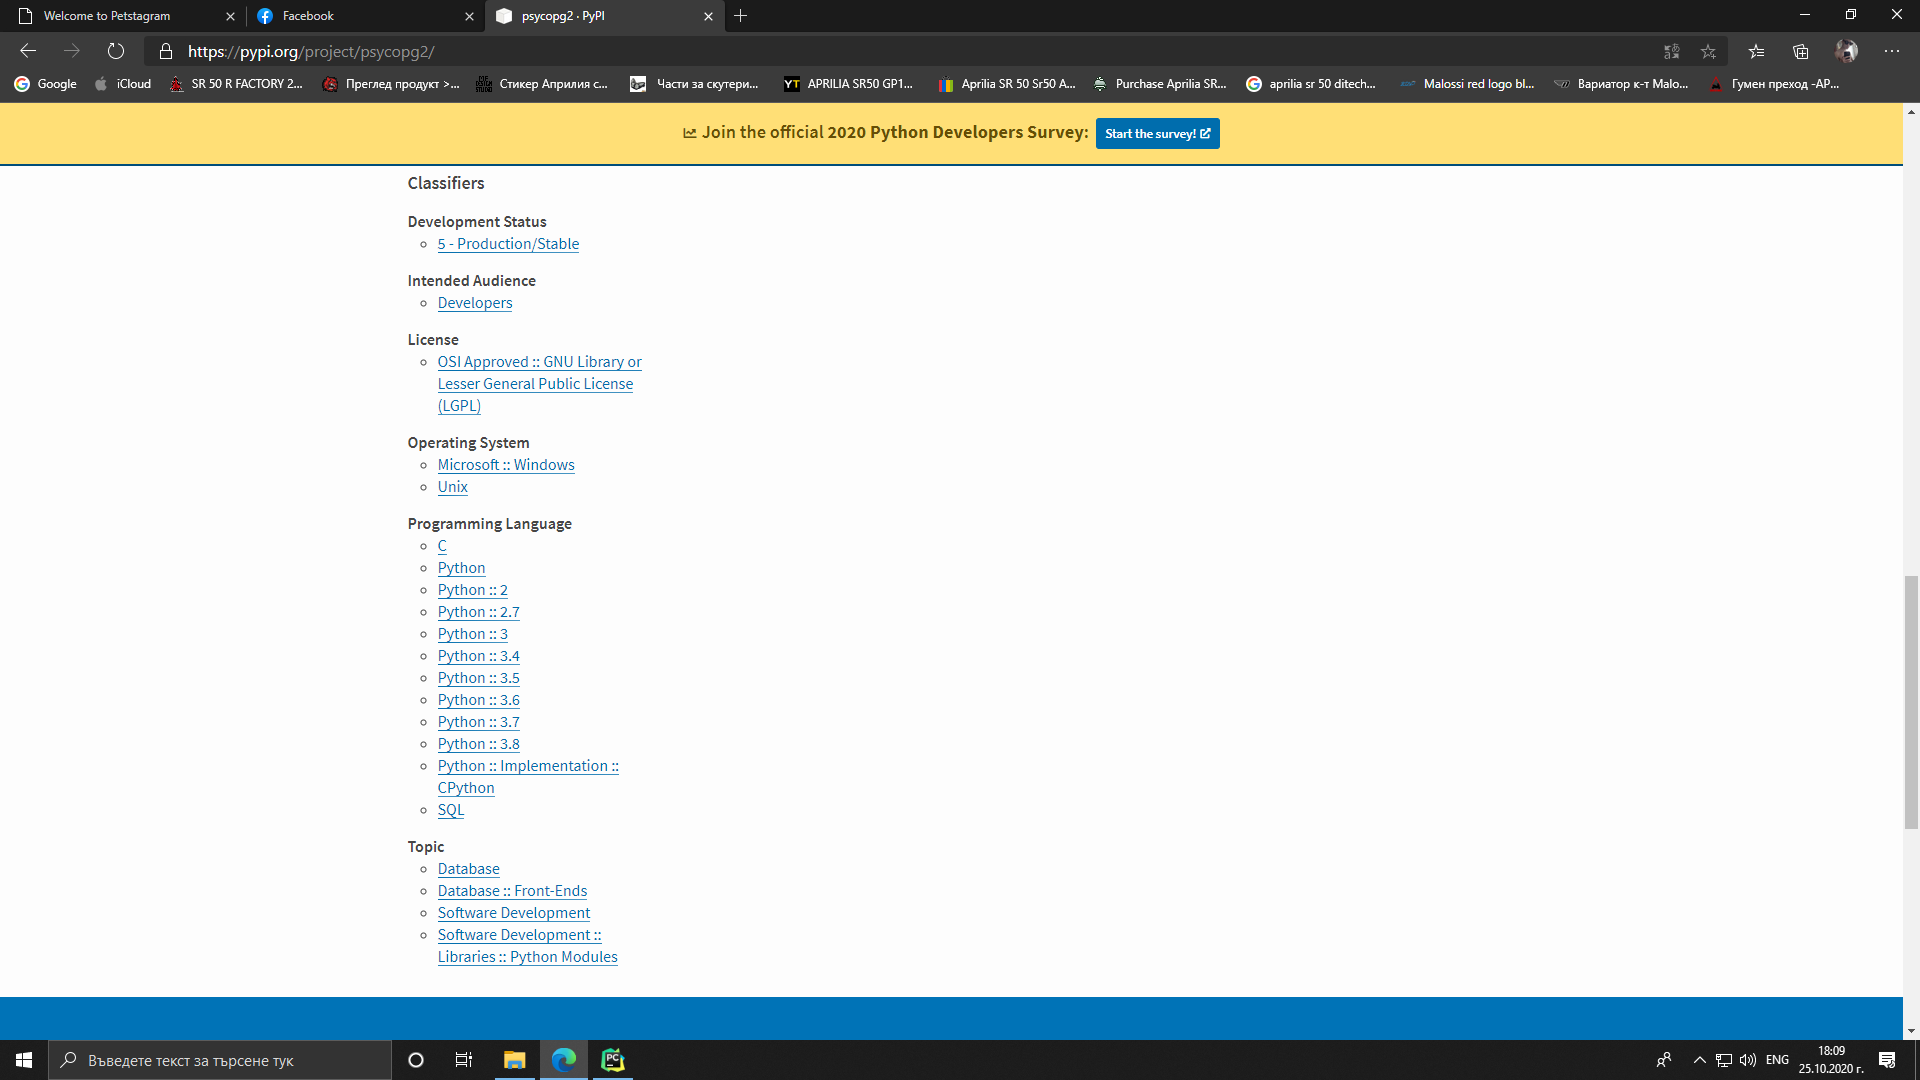 Welcome to Petstagram
Facebook
psycopg2 · PyPI
https://pypi.org/project/psycopg2/
Google
iCloud
SR 50 R FACTORY 2...
Преглед продукт >...
Стикер Априлия с...
Части за скутери...
YT APRILIA SR50 GP1...
Aprilia SR 50 Sr50 A...
Purchase Aprilia SR...
aprilia sr 50 ditech...
Malossi red logo bl...
Вариатор к-т Malo...
Гумен преход -AP...
Join the official 2020 Python Developers Survey: Start the survey!
Classifiers
Development Status
5 - Production/Stable
Intended Audience
Developers
License
OSI Approved :: GNU Library or
Lesser General Public License
(LGPL)
Operating System
Microsoft :: Windows
Unix
Programming Language
C
Python
Python :: 2
Python :: 2.7
Python :: 3
Python :: 3.4
Python :: 3.5
Python :: 3.6
Python :: 3.7
Python :: 3.8
Python :: Implementation ::
CPython
SQL
Topic
Database
Database :: Front-Ends
Software Development
Software Development ::
Libraries :: Python Modules
Въведете текст за търсене тук
PC
ENG
18:09
25.10.2020 г.